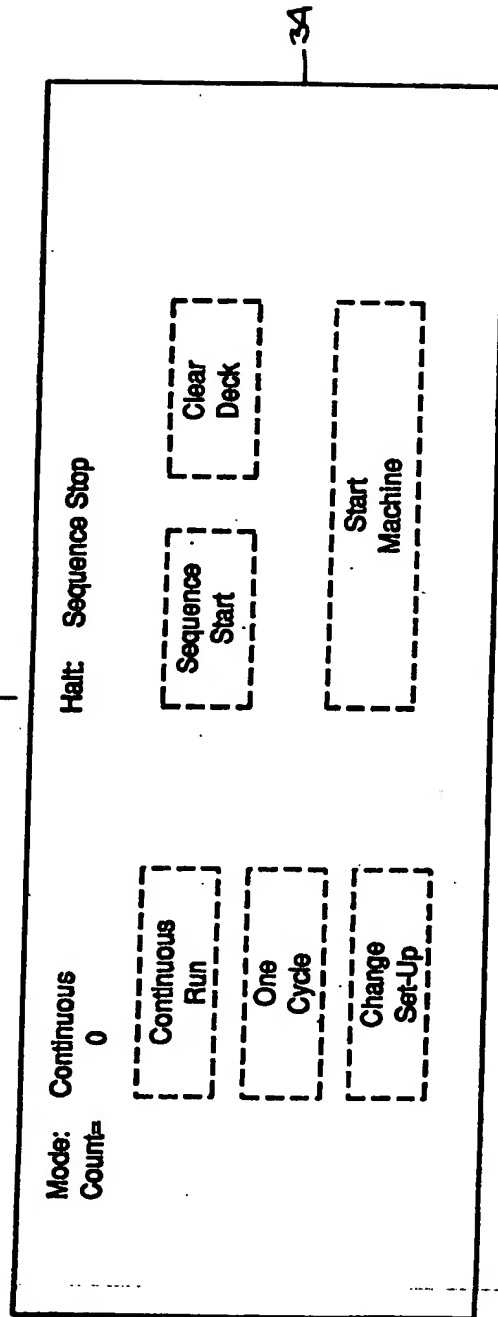 Mode: Continuous
Count= 0
Halt: Sequence Stop
Continuous
Run
One
Cycle
Change
Set-Up
Sequence
Start
Clear
Deck
Start
Machine
34